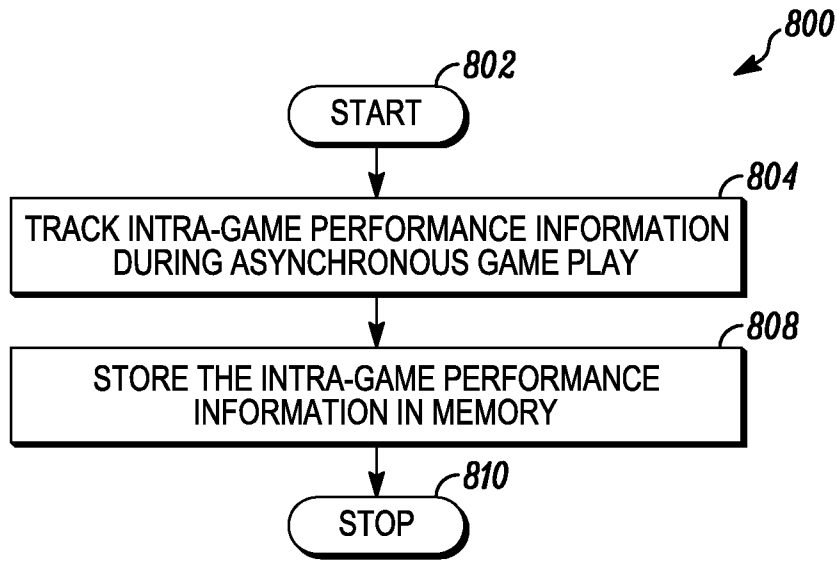 800
802
START
804
TRACK INTRA-GAME PERFORMANCE INFORMATION
DURING ASYNCHRONOUS GAME PLAY
808
STORE THE INTRA-GAME PERFORMANCE
INFORMATION IN MEMORY
810
STOP